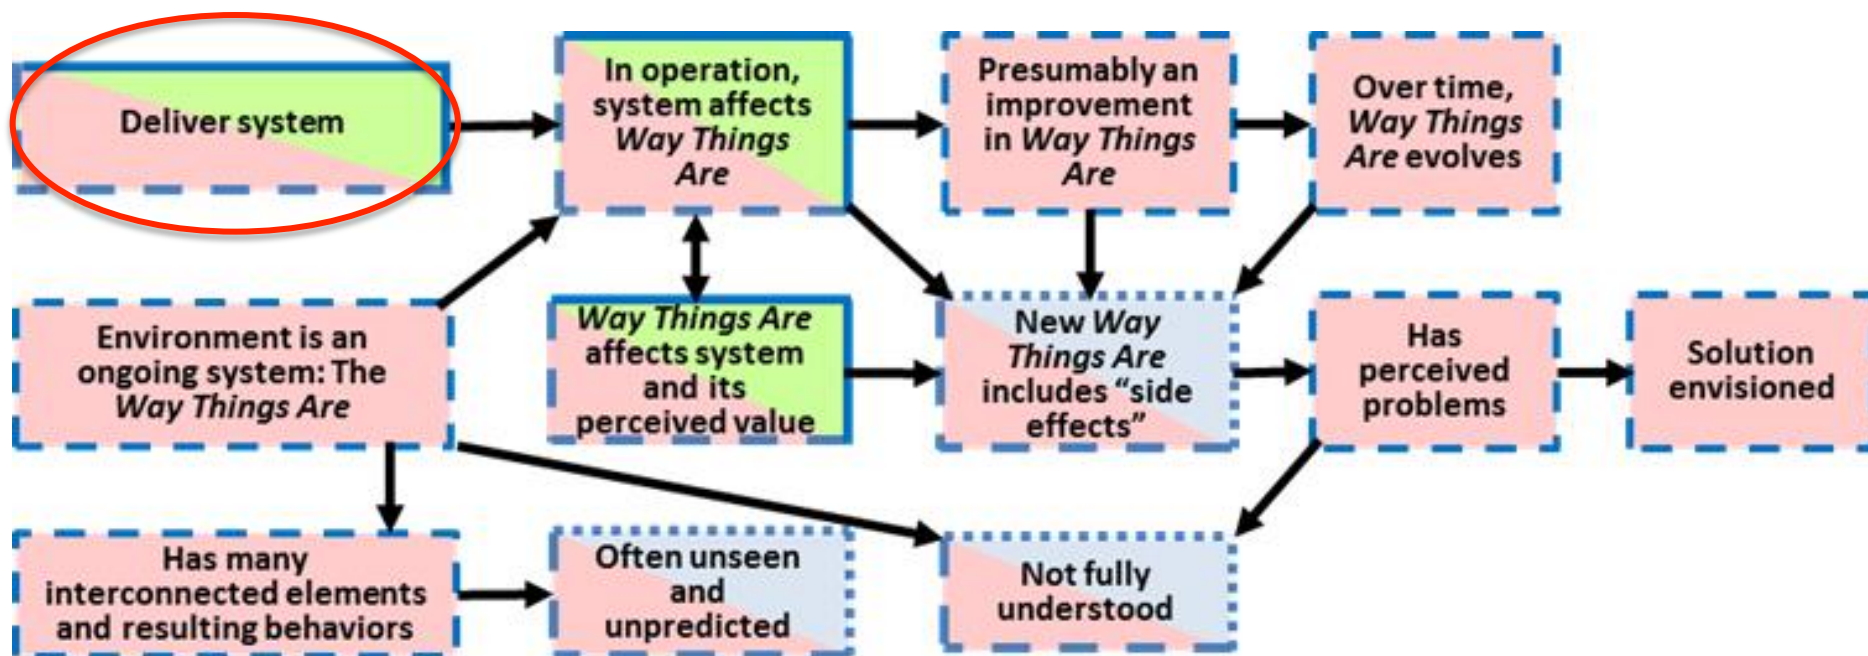 Deliver system
In operation,
system affects
Way Things
Are
Presumably an
improvement
in Way Things
Are
Over time,
Way Things
Are evolves
Environment is an
ongoing system: The
Way Things Are
Way Things Are
affects system
and its
perceived value
New Way
Things Are
includes “side
effects”
Has
perceived
problems
Solution
envisioned
Has many
interconnected elements
and resulting behaviors
Often unseen
and
unpredicted
Not fully
understood